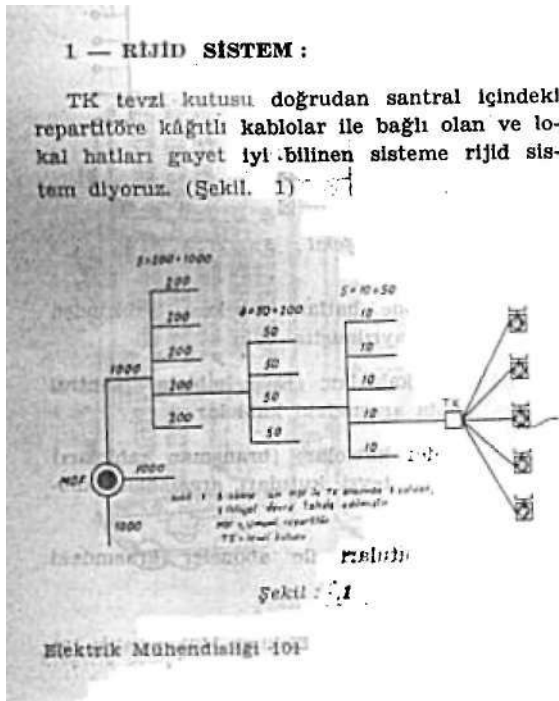 1 — RİJİD SİSTEM :
TK tevzi kutusu doğrudan santral içindeki
repartitöre kâğıtlı kablolar ile bağlı olan ve lo-
kal hatları gayet iyi bilinen sisteme rijid sis-
tem diyoruz. (Şekil. 1)
5×200=1000
200
200
200
200
200
4×50=200
50
50
50
50
5×10=50
10
10
10
10
10
1000
TK
MDF
1000
1000
MDF
TK
Şekil : 1
Elektrik Mühendisliği 101